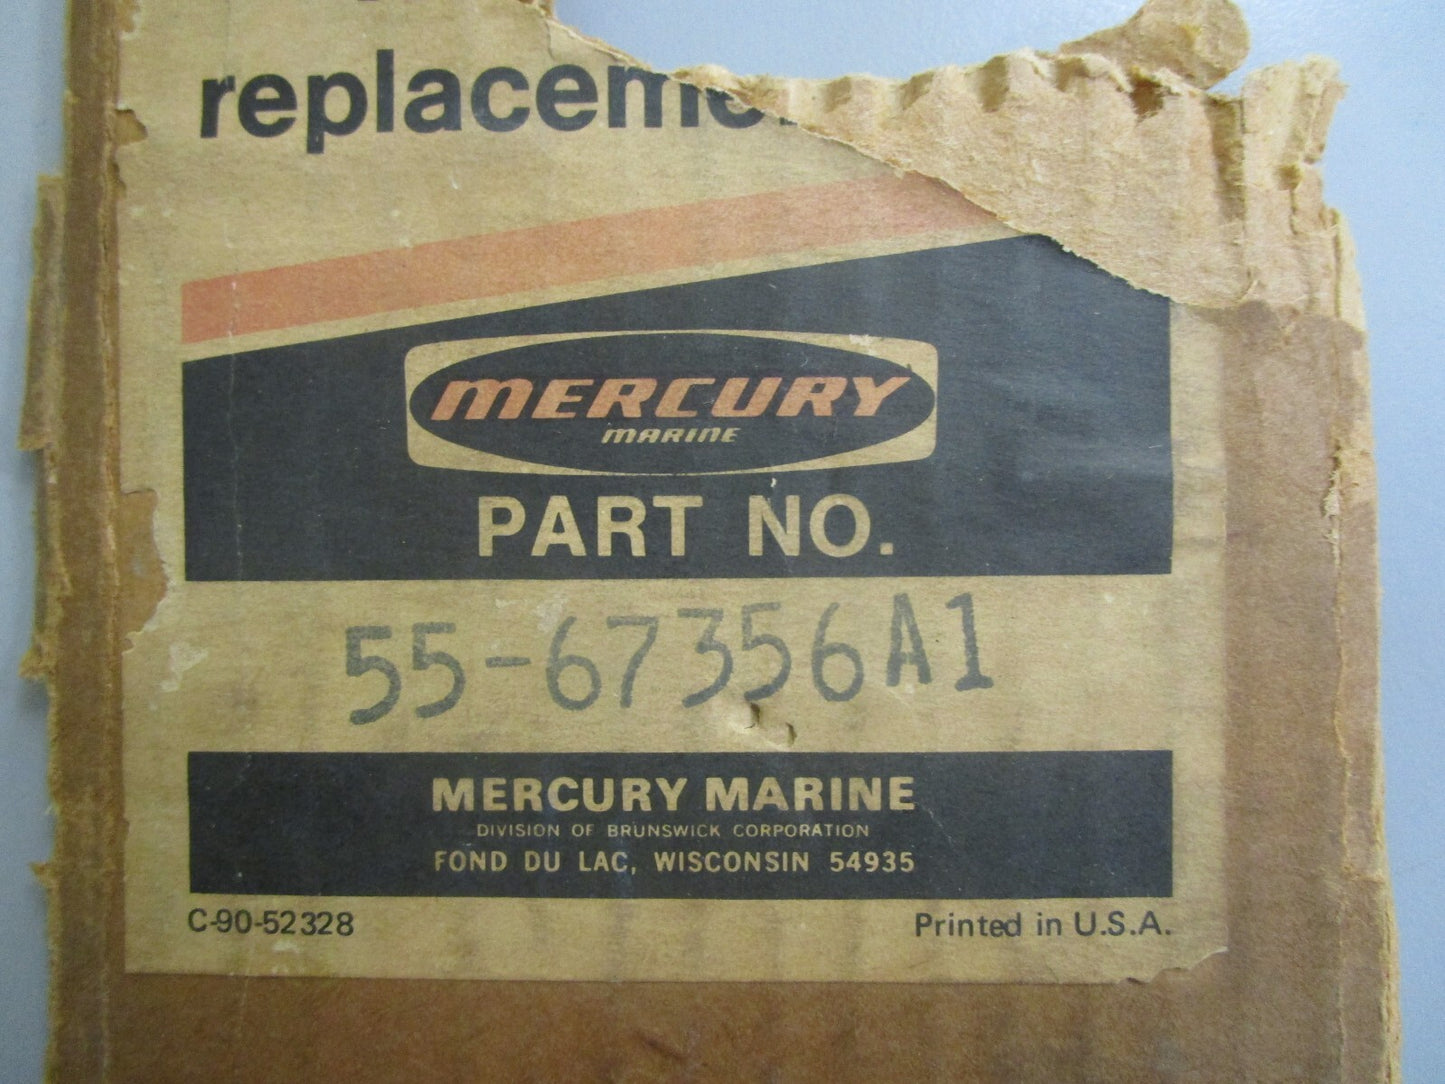 MERCURY
MARINE
PART NO.
55-67356A1
MERCURY MARINE
DIVISION OF BRUNSWICK CORPORATION
FOND DU LAC, WISCONSIN 54935
C-90-52328
Printed in U.S.A.